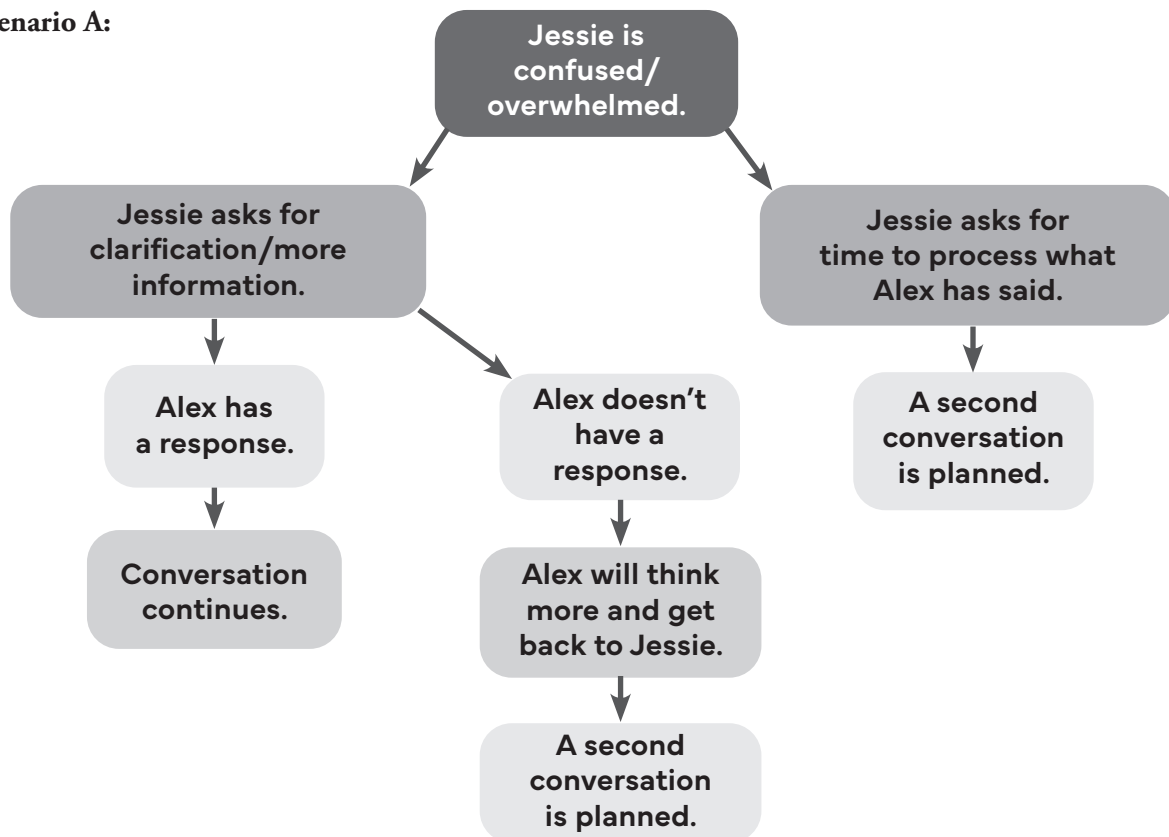 enario A:
Jessie is
confused/
overwhelmed.
Jessie asks for
clarification/more
information.
Jessie asks for
time to process what
Alex has said.
Alex has
a response.
Alex doesn't
have a
response.
A second
conversation
is planned.
Conversation
continues.
Alex will think
more and get
back to Jessie.
A second
conversation
is planned.